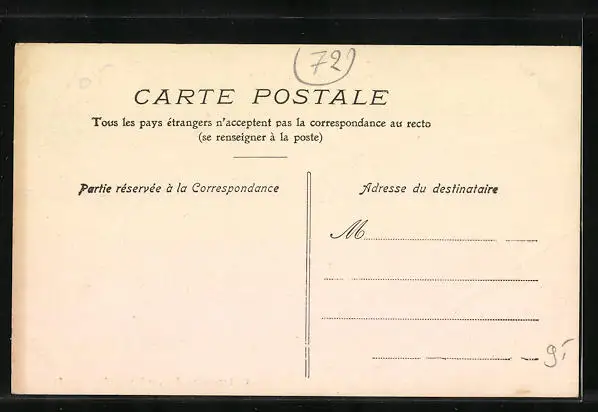 72
CARTE POSTALE
Tous les pays étrangers n'acceptent pas la correspondance au recto
(se renseigner à la poste)
Partie réservée à la Correspondance
Adresse du destinataire
M